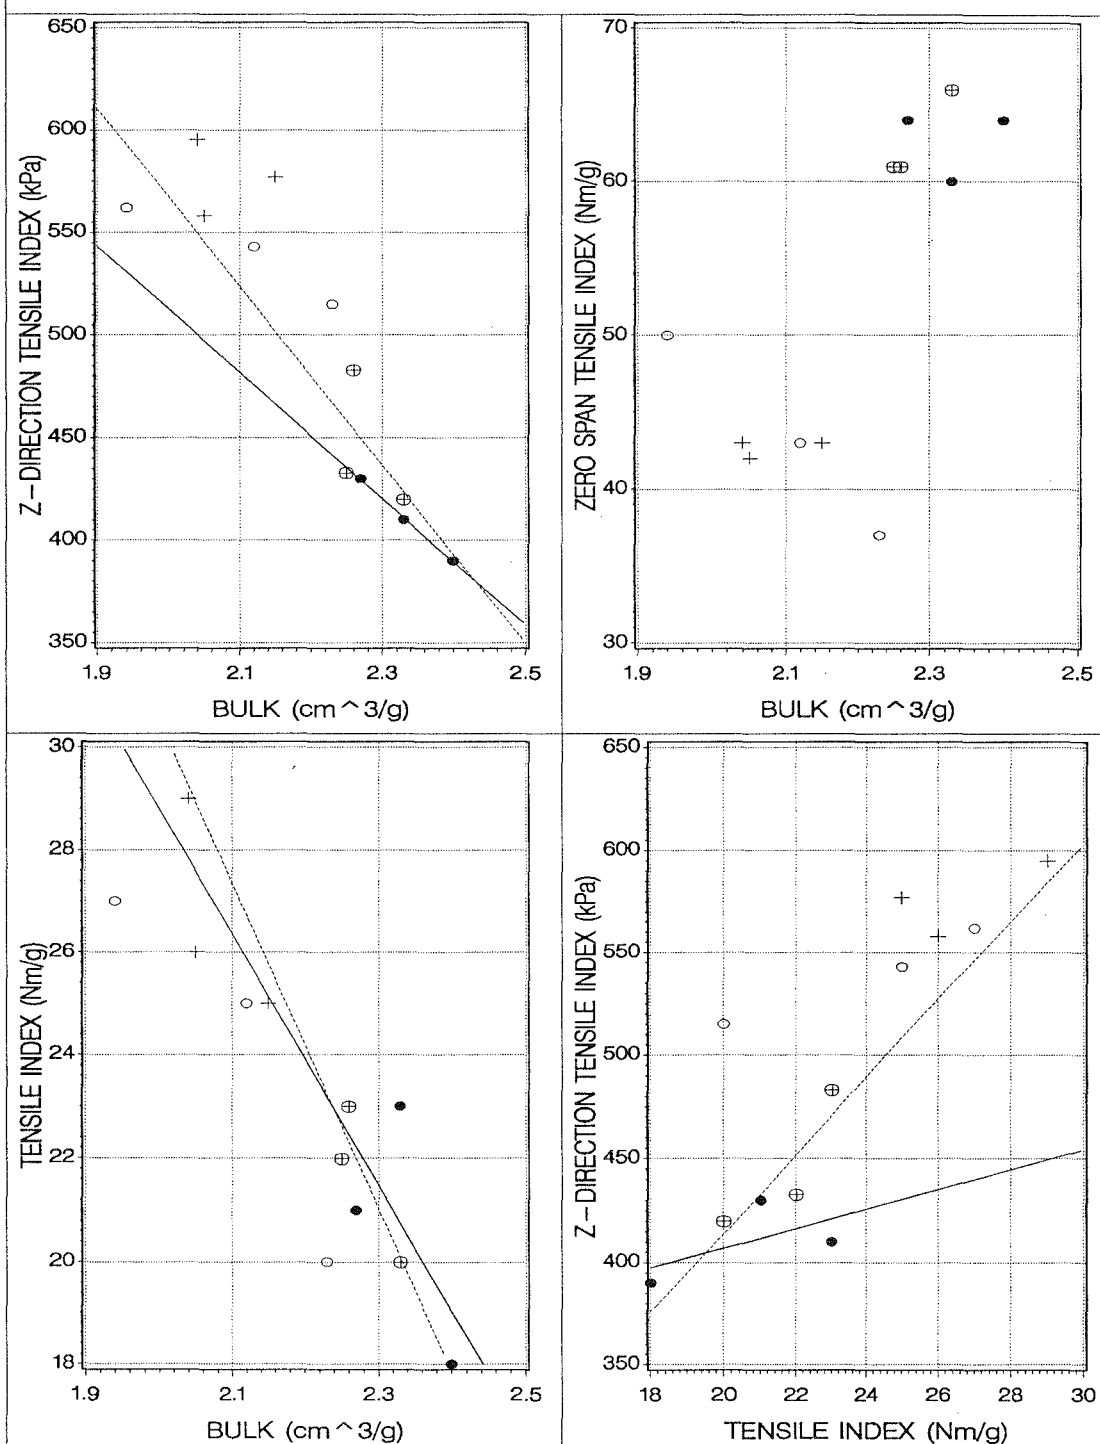 650
600
550
500
450
400
350
Z-DIRECTION TENSILE INDEX (kPa)
1.9 2.1 2.3 2.5
BULK (cm^3/g)
70
60
50
40
30
ZERO SPAN TENSILE INDEX (Nm/g)
1.9 2.1 2.3 2.5
BULK (cm^3/g)
30
28
26
24
22
20
18
TENSILE INDEX (Nm/g)
1.9 2.1 2.3 2.5
BULK (cm^3/g)
650
600
550
500
450
400
350
Z-DIRECTION TENSILE INDEX (kPa)
18 20 22 24 26 28 30
TENSILE INDEX (Nm/g)